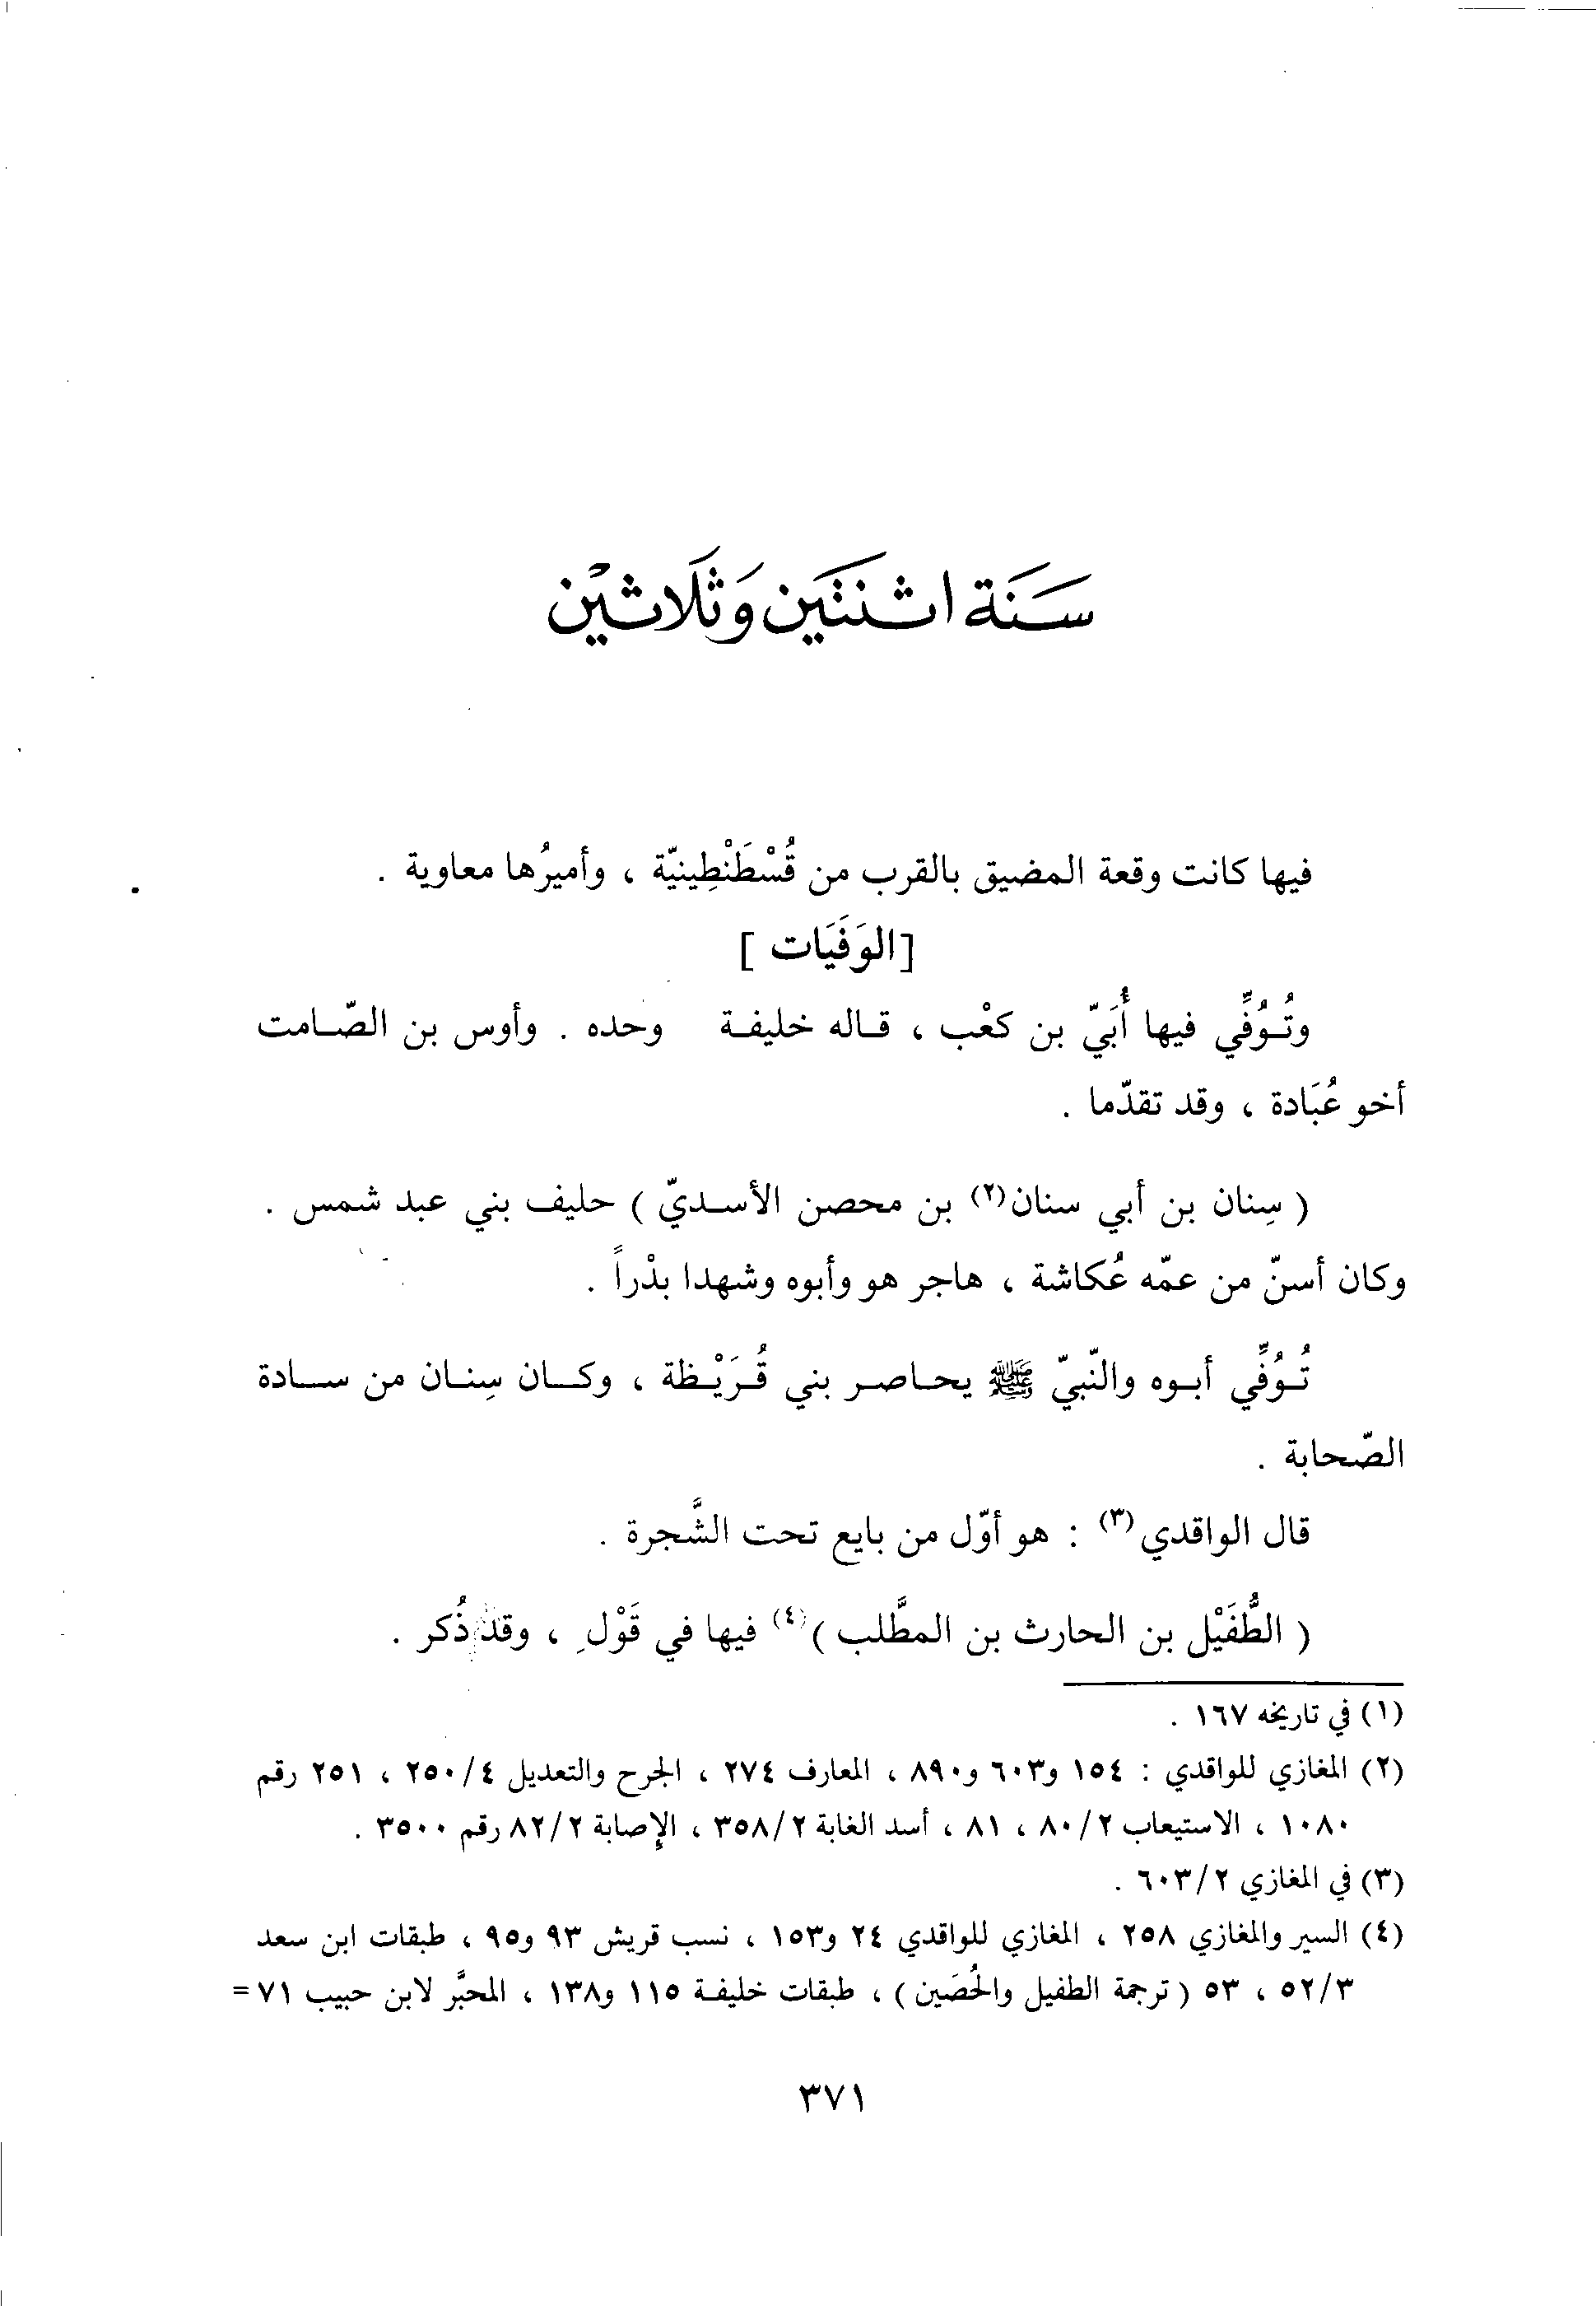 سَنَة اثنَتَين وَثَلَاثين
فيها كانت وقعة المضيق بالقرب من قُسْطَنْطِينيّة ، وأميرُها معاوية .
[الوَفَيَات ]
وتُوُفِّي فيها أُبَيّ بن كعْب ، قاله خليفة وحده . وأوس بن الصّامت
أخو عُبَادة ، وقد تقدّما .
( سِنان بن أبي سنان(٢) بن محصن الأسديّ ) حليف بني عبد شمس .
وكان أسنّ من عمّه عُكاشة ، هاجر هو وأبوه وشهدا بدْراً .
تُوُفِّي أبوه والنّبيّ ﷺ يحاصر بني قُرَيْظة ، وكان سِنان من سادة
الصّحابة .
قال الواقدي(٣) : هو أوّل من بايع تحت الشَّجرة .
( الطُّفَيْل بن الحارث بن المطَّلب )(٤) فيها في قَوْلٍ ، وقد ذُكر .
(١) في تاريخه ١٦٧ .
(٢) المغازي للواقدي : ١٥٤ و٦٠٣ و٨٩٠ ، المعارف ٢٧٤ ، الجرح والتعديل ٢٥٠/٤ ، ٢٥١ رقم
١٠٨٠ ، الاستيعاب ٨٠/٢ ، ٨١ ، أسد الغابة ٣٥٨/٢ ، الإصابة ٨٢/٢ رقم ٣٥٠٠ .
(٣) في المغازي ٦٠٣/٢ .
(٤) السير والمغازي ٢٥٨ ، المغازي للواقدي ٢٤ و١٥٣ ، نسب قريش ٩٣ و٩٥ ، طبقات ابن سعد
٥٢/٣ ، ٥٣ ( ترجمة الطفيل والحُصَين ) ، طبقات خليفة ١١٥ و١٣٨ ، المحبَّر لابن حبيب ٧١ =
٣٧١